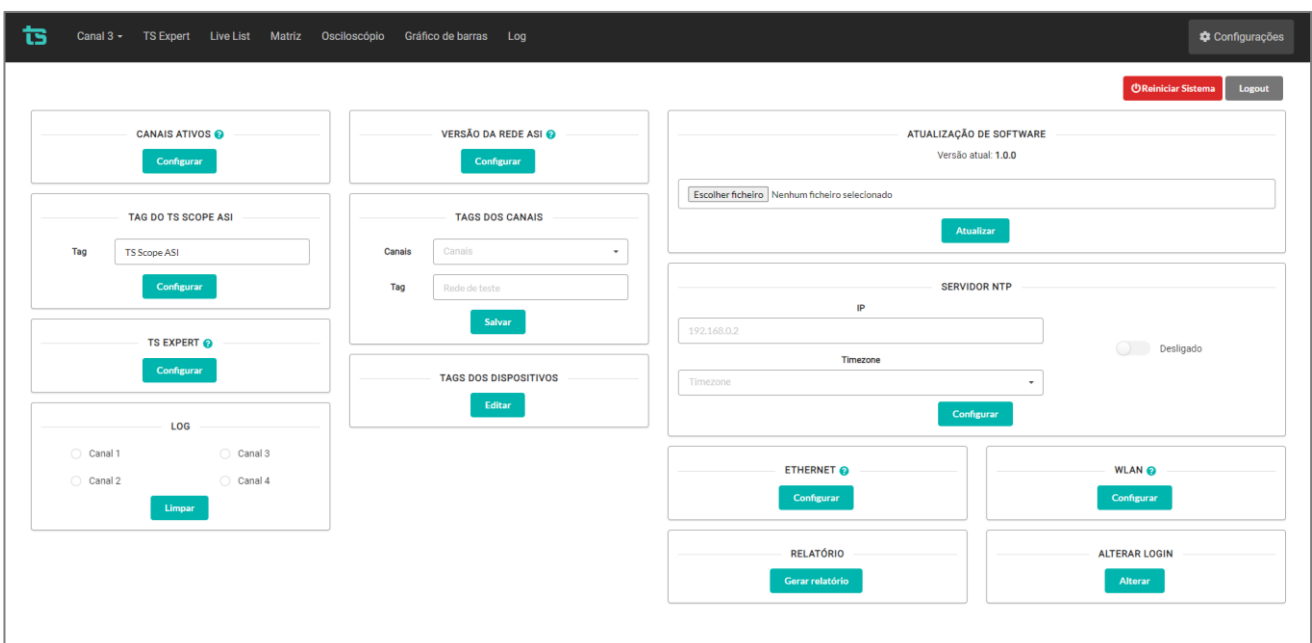 ts Canal 3 TS Expert Live List Matriz Osciloscópio Gráfico de barras Log Configurações
Reiniciar Sistema Logout
CANAIS ATIVOS
Configurar
TAG DO TS SCOPE ASI
Tag TS Scope ASI
Configurar
TS EXPERT
Configurar
LOG
Canal 1 Canal 3
Canal 2 Canal 4
Limpar
VERSÃO DA REDE ASI
Configurar
TAGS DOS CANAIS
Canais Canais
Tag Rede de teste
Salvar
TAGS DOS DISPOSITIVOS
Editar
ATUALIZAÇÃO DE SOFTWARE
Versão atual: 1.0.0
Escolher ficheiro Nenhum ficheiro selecionado
Atualizar
SERVIDOR NTP
IP
192.168.0.2
Desligado
Timezone
Timezone
Configurar
ETHERNET
Configurar
WLAN
Configurar
RELATÓRIO
Gerar relatório
ALTERAR LOGIN
Alterar